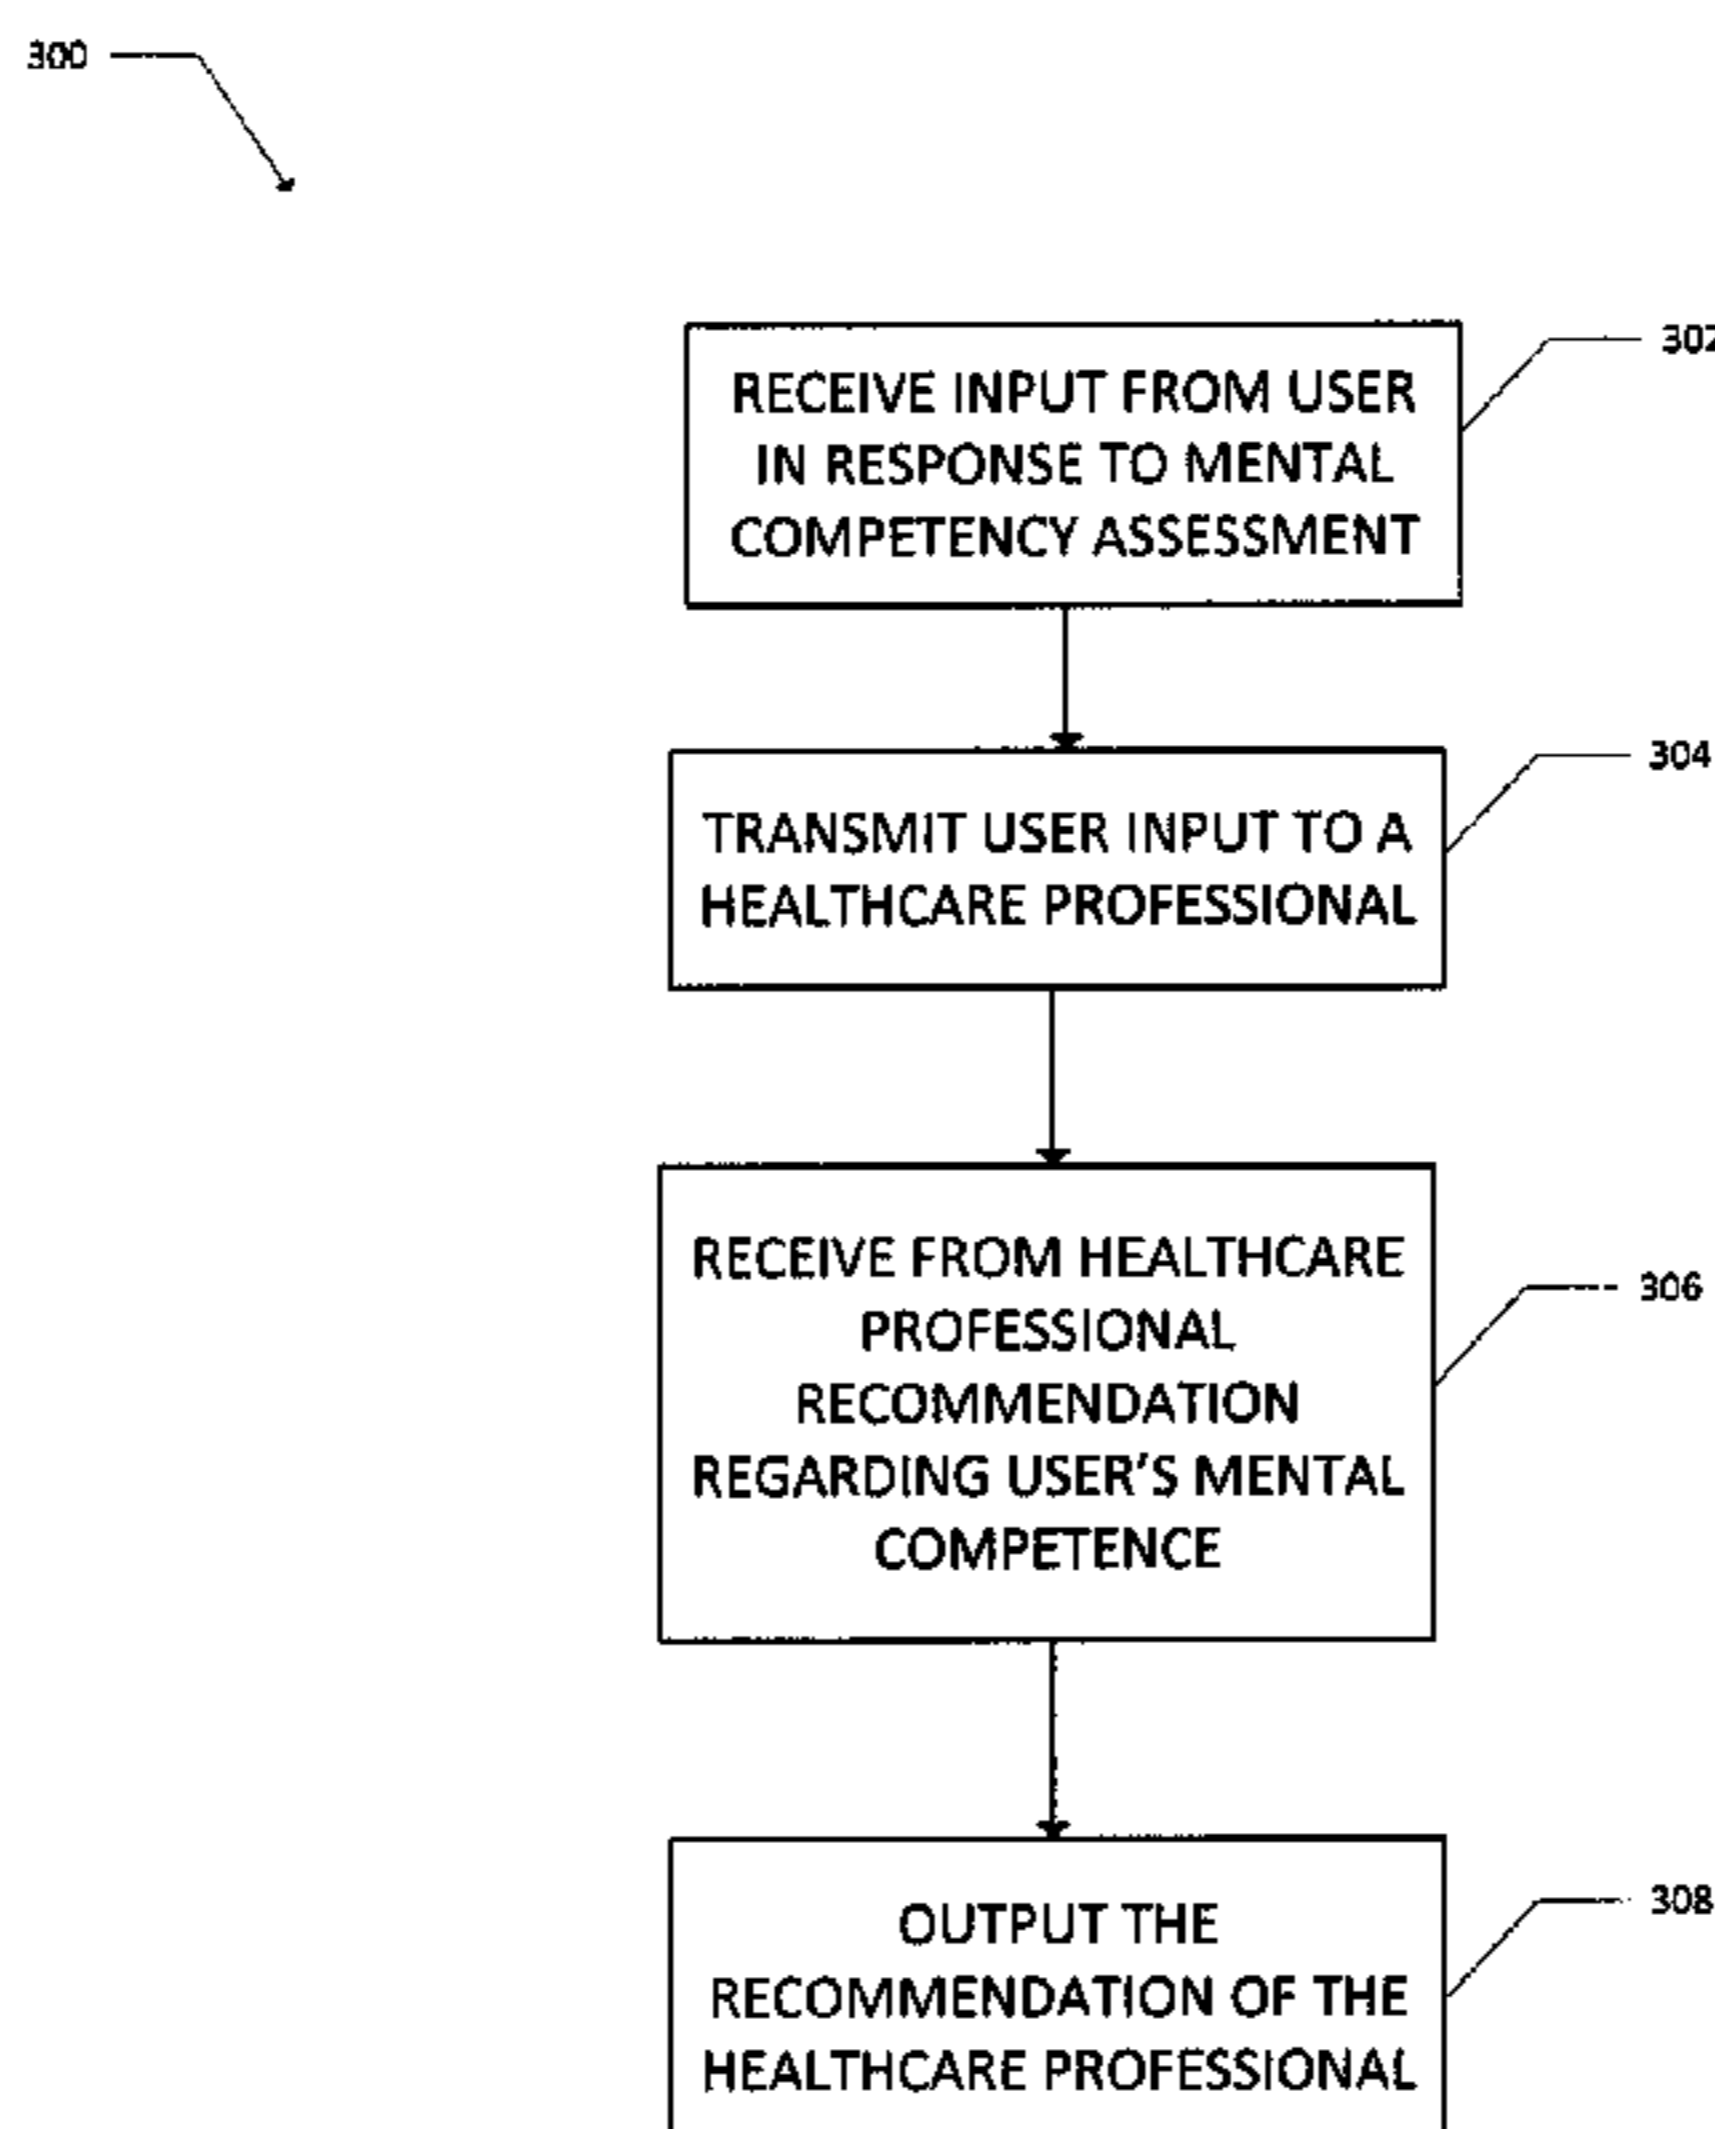 300
302
RECEIVE INPUT FROM USER
IN RESPONSE TO MENTAL
COMPETENCY ASSESSMENT
304
TRANSMIT USER INPUT TO A
HEALTHCARE PROFESSIONAL
RECEIVE FROM HEALTHCARE
306
PROFESSIONAL
RECOMMENDATION
REGARDING USER'S MENTAL
COMPETENCE
308
OUTPUT THE
RECOMMENDATION OF THE
HEALTHCARE PROFESSIONAL